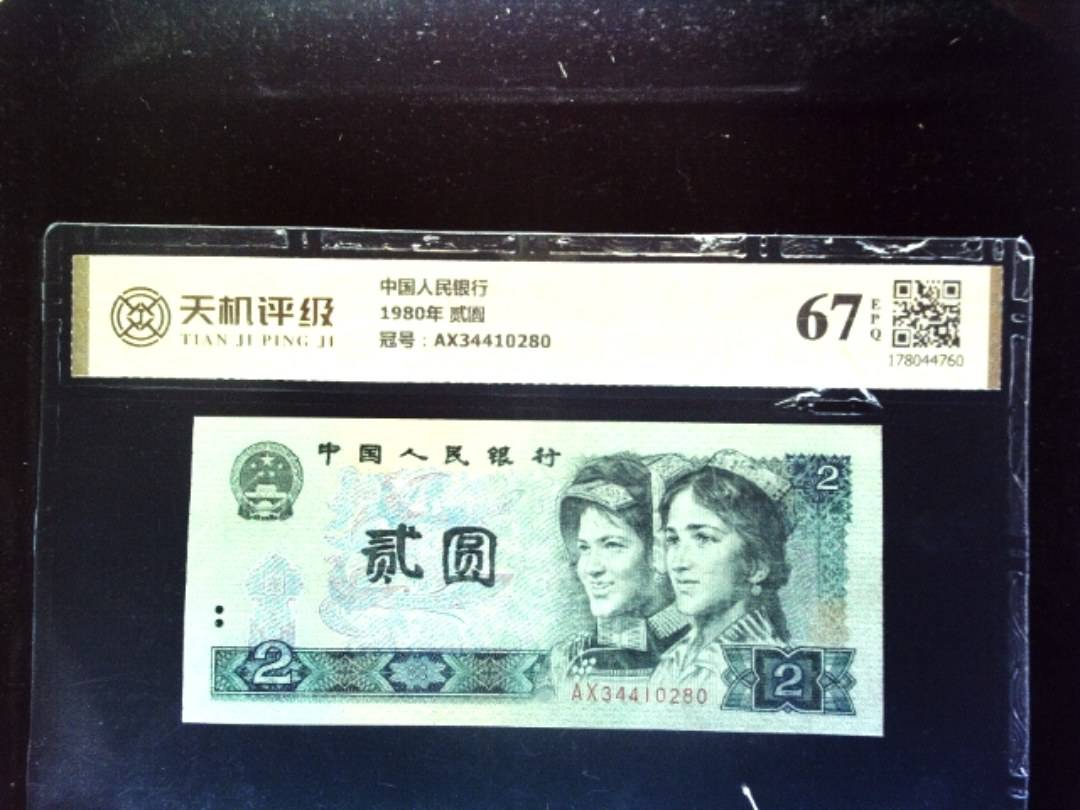 天机评级
TIAN JI PING JI
中国人民银行
1980年 贰圆
冠号：AX34410280
67
EPQ
178044760
中国人民银行
2
贰圆
2
AX34410280
2